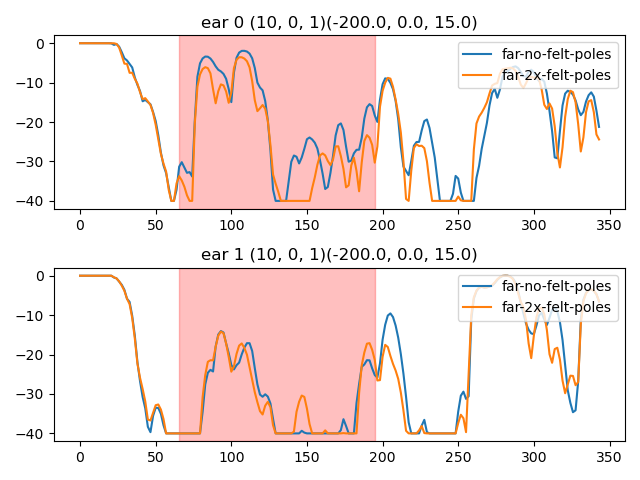 ear 0 (10, 0, 1)(-200.0, 0.0, 15.0)
0
−10
−20
−30
−40
far-no-felt-poles
far-2x-felt-poles
0 50 100 150 200 250 300 350
ear 1 (10, 0, 1)(-200.0, 0.0, 15.0)
0
−10
−20
−30
−40
far-no-felt-poles
far-2x-felt-poles
0 50 100 150 200 250 300 350